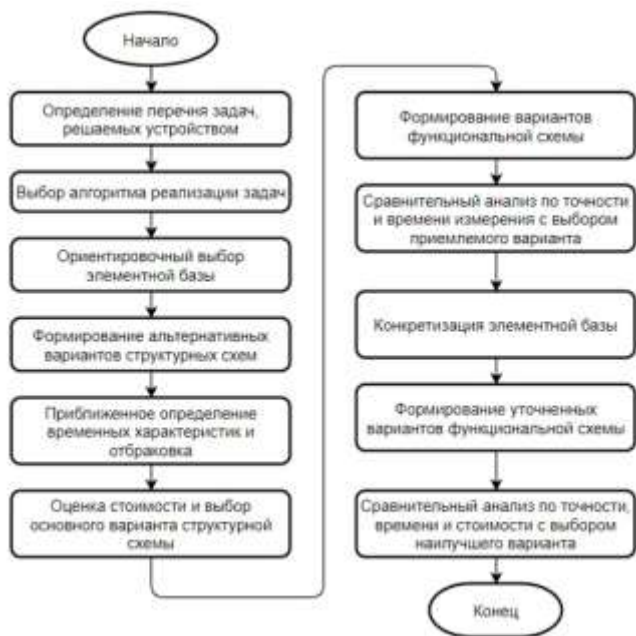 Начало
Определение перечня задач,
решаемых устройством
Выбор алгоритма реализации задач
Ориентировочный выбор
элементной базы
Формирование альтернативных
вариантов структурных схем
Приближенное определение
временных характеристик и
отбраковка
Оценка стоимости и выбор
основного варианта структурной
схемы
Формирование вариантов
функциональной схемы
Сравнительный анализ по точности
и времени измерения с выбором
приемлемого варианта
Конкретизация элементной базы
Формирование уточненных
вариантов функциональной схемы
Сравнительный анализ по точности,
времени и стоимости с выбором
наилучшего варианта
Конец